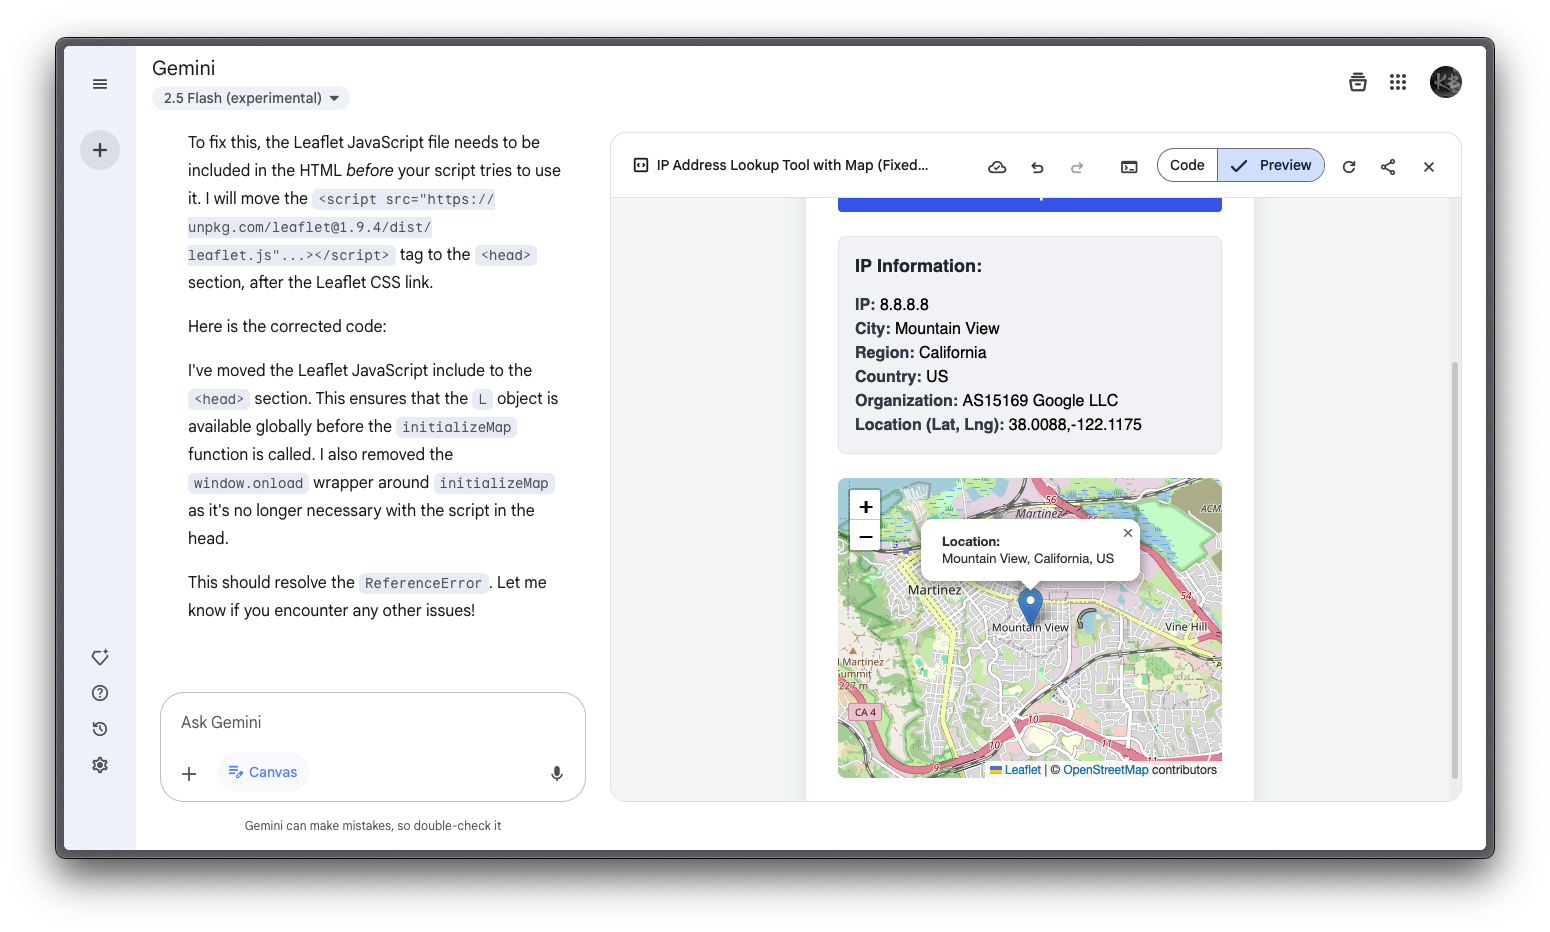 Gemini
2.5 Flash (experimental)
To fix this, the Leaflet JavaScript file needs to be
included in the HTML before your script tries to use
it. I will move the <script src="https://
unpkg.com/leaflet@1.9.4/dist/
leaflet.js"...></script> tag to the <head>
section, after the Leaflet CSS link.
Here is the corrected code:
I've moved the Leaflet JavaScript include to the
<head> section. This ensures that the L object is
available globally before the initializeMap
function is called. I also removed the
window.onload wrapper around initializeMap
as it's no longer necessary with the script in the
head.
This should resolve the ReferenceError. Let me
know if you encounter any other issues!
Ask Gemini
Canvas
Gemini can make mistakes, so double-check it
KB
IP Address Lookup Tool with Map (Fixed...
Code
Preview
IP Information:
IP: 8.8.8.8
City: Mountain View
Region: California
Country: US
Organization: AS15169 Google LLC
Location (Lat, Lng): 38.0088,-122.1175
+
−
56
Martinez
ACM
Location:
Mountain View, California, US
Martinez
54
Mountain View
Vine Hill
Martinez
Summit
227 m
CA 4
10
10
11
11
9
Leaflet | © OpenStreetMap contributors